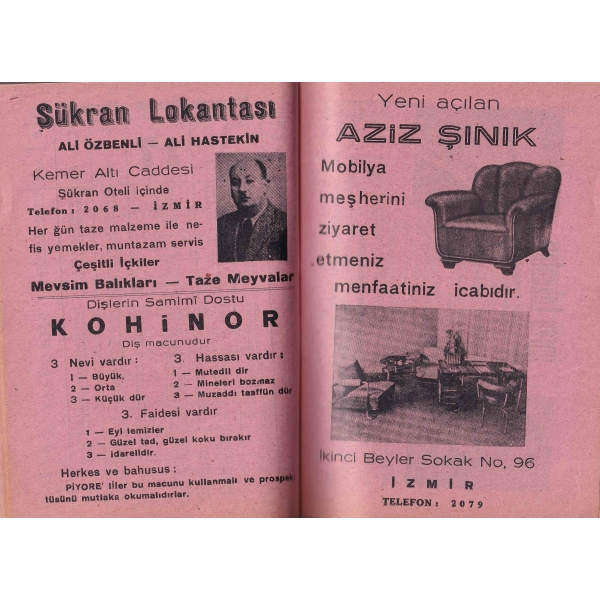 Şükran Lokantası
ALİ ÖZBENLİ — ALİ HASTEKİN
Kemer Altı Caddesi
Şükran Oteli içinde
Telefon : 2068 — İZMİR
Her gün taze malzeme ile ne-
fis yemekler, muntazam servis
Çeşitli İçkiler
Mevsim Balıkları — Taze Meyvalar
Dişlerin Samimî Dostu
KOHİNOR
Diş macunudur
3 Nevi vardır :
1 — Büyük,
2 — Orta
3 — Küçük dür
3. Hassası vardır :
1 — Mutedil dir
2 — Mineleri bozmaz
3 — Muzaddı taaffün dür
3. Faidesi vardır
1 — Eyi temizler
2 — Güzel tad, güzel koku bırakır
3 — idarelidir.
Herkes ve bahusus :
PİYORE' liler bu macunu kullanmalı ve prospek
tüsünü mutlaka okumalıdırlar.
Yeni açılan
AZİZ ŞINIK
Mobilya
meşherini
ziyaret
etmeniz
menfaatiniz icabıdır.
İkinci Beyler Sokak No, 96
İZMİR
TELEFON : 2079